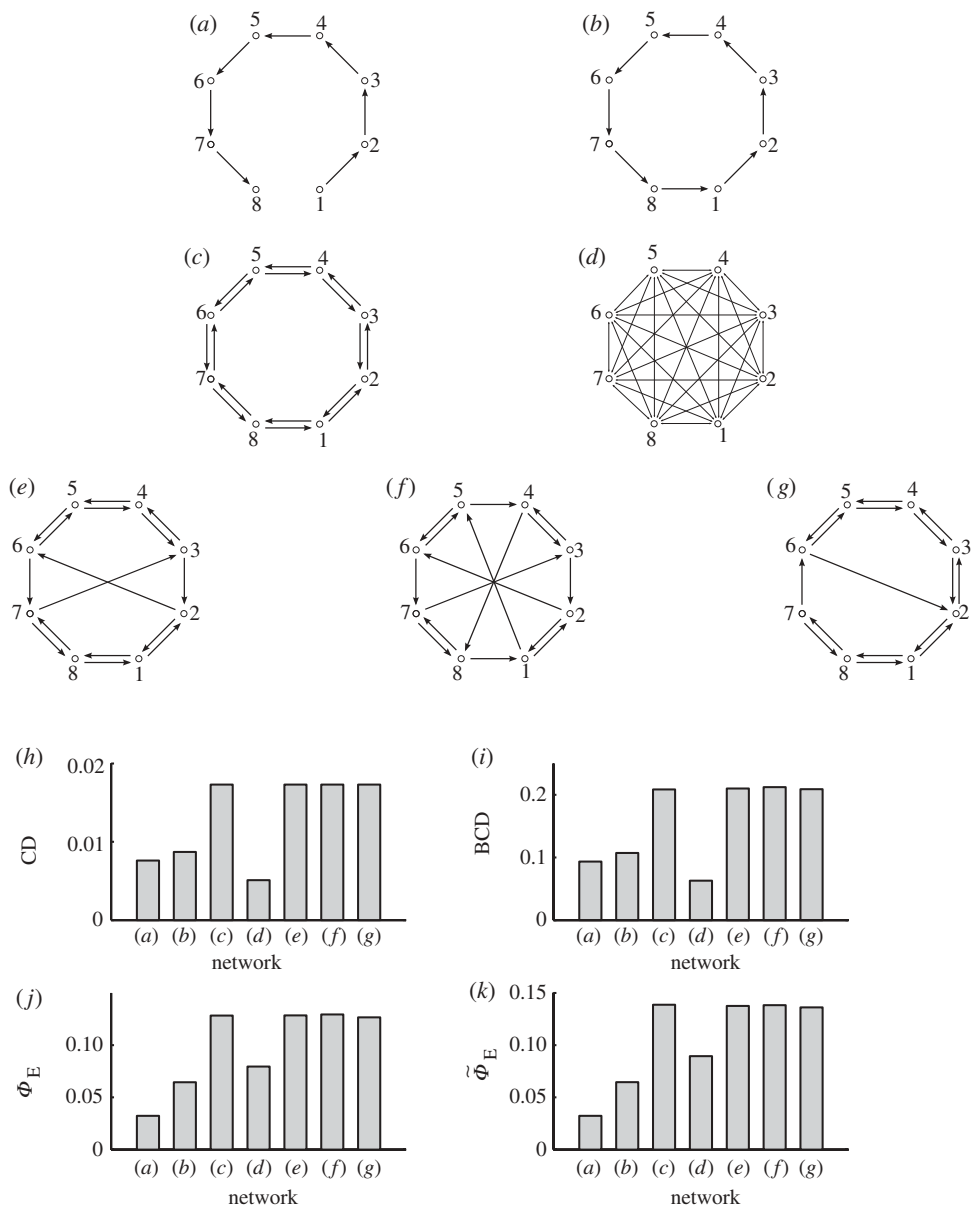 (a)
5 4
6 3
7 2
8 1
(b)
5 4
6 3
7 2
8 1
(c)
5 4
6 3
7 2
8 1
(d)
5 4
6 3
7 2
8 1
(e)
5 4
6 3
7 2
8 1
(f)
5 4
6 3
7 2
8 1
(g)
5 4
6 3
7 2
8 1
(h)
0.02
0.01
0
CD
(a) (b) (c) (d) (e) (f) (g)
network
(i)
0.2
0.1
0
BCD
(a) (b) (c) (d) (e) (f) (g)
network
(j)
0.10
0.05
0
Φ_E
(a) (b) (c) (d) (e) (f) (g)
network
(k)
0.15
0.10
0.05
0
Φ̃_E
(a) (b) (c) (d) (e) (f) (g)
network